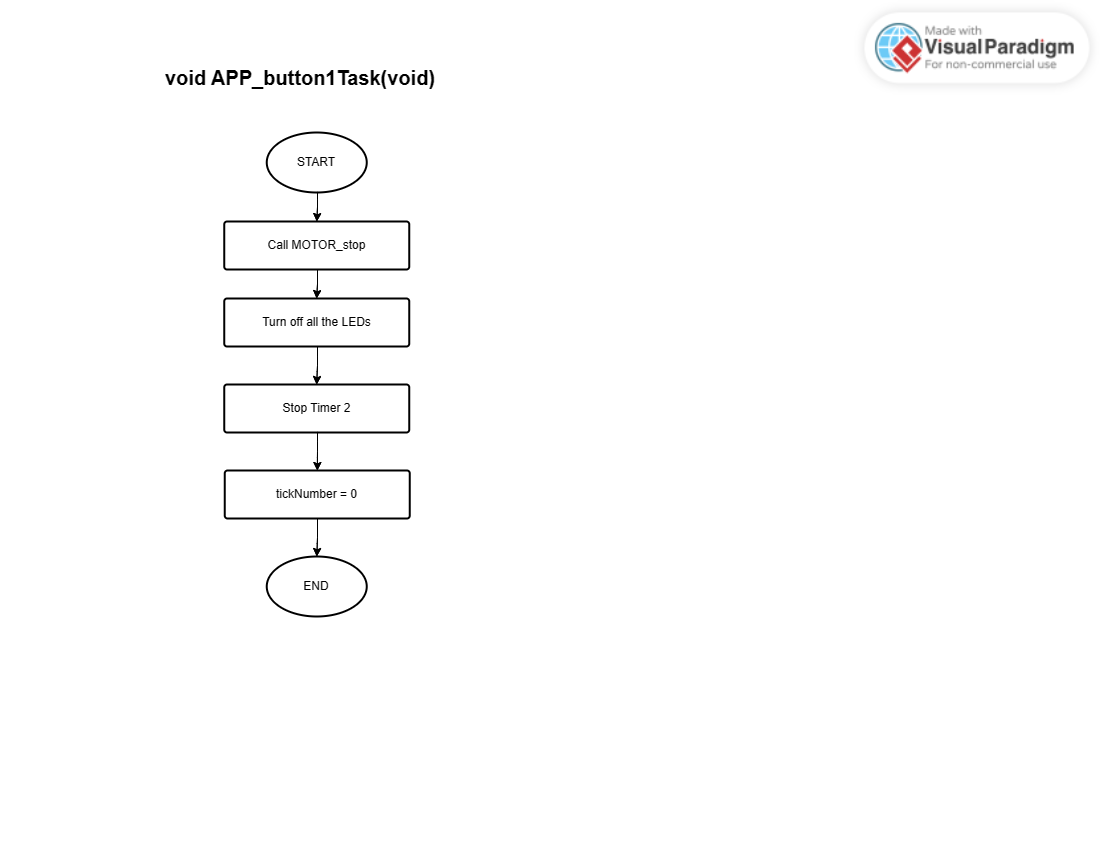 Made with
Visual Paradigm
For non-commercial use
void APP_button1Task(void)
START
Call MOTOR_stop
Turn off all the LEDs
Stop Timer 2
tickNumber = 0
END